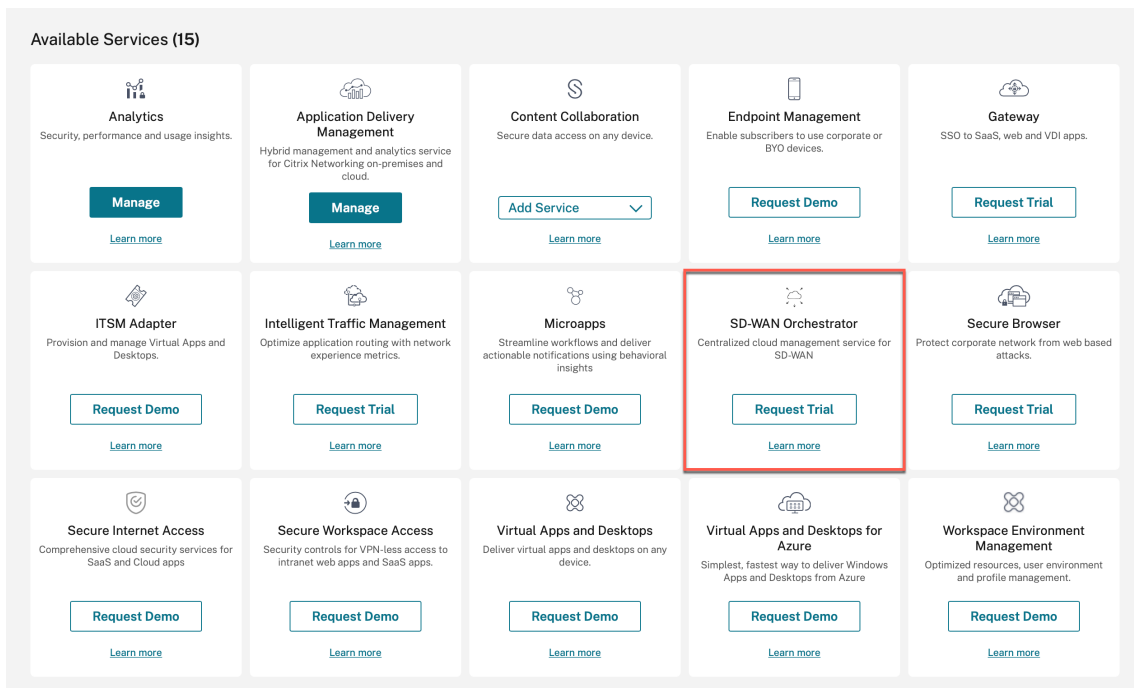 Available Services (15)
Analytics
Security, performance and usage insights.
Manage
Learn more
Application Delivery
Management
Hybrid management and analytics service
for Citrix Networking on-premises and
cloud.
Manage
Learn more
Content Collaboration
Secure data access on any device.
Add Service
Learn more
Endpoint Management
Enable subscribers to use corporate or
BYO devices.
Request Demo
Learn more
Gateway
SSO to SaaS, web and VDI apps.
Request Trial
Learn more
ITSM Adapter
Provision and manage Virtual Apps and
Desktops.
Request Demo
Learn more
Intelligent Traffic Management
Optimize application routing with network
experience metrics.
Request Trial
Learn more
Microapps
Streamline workflows and deliver
actionable notifications using behavioral
insights
Request Demo
Learn more
SD-WAN Orchestrator
Centralized cloud management service for
SD-WAN
Request Trial
Learn more
Secure Browser
Protect corporate network from web based
attacks.
Request Trial
Learn more
Secure Internet Access
Comprehensive cloud security services for
SaaS and Cloud apps
Request Demo
Learn more
Secure Workspace Access
Security controls for VPN-less access to
intranet web apps and SaaS apps.
Request Demo
Learn more
Virtual Apps and Desktops
Deliver virtual apps and desktops on any
device.
Request Demo
Learn more
Virtual Apps and Desktops for
Azure
Simplest, fastest way to deliver Windows
Apps and Desktops from Azure
Request Demo
Learn more
Workspace Environment
Management
Optimized resources, user environment
and profile management.
Request Demo
Learn more